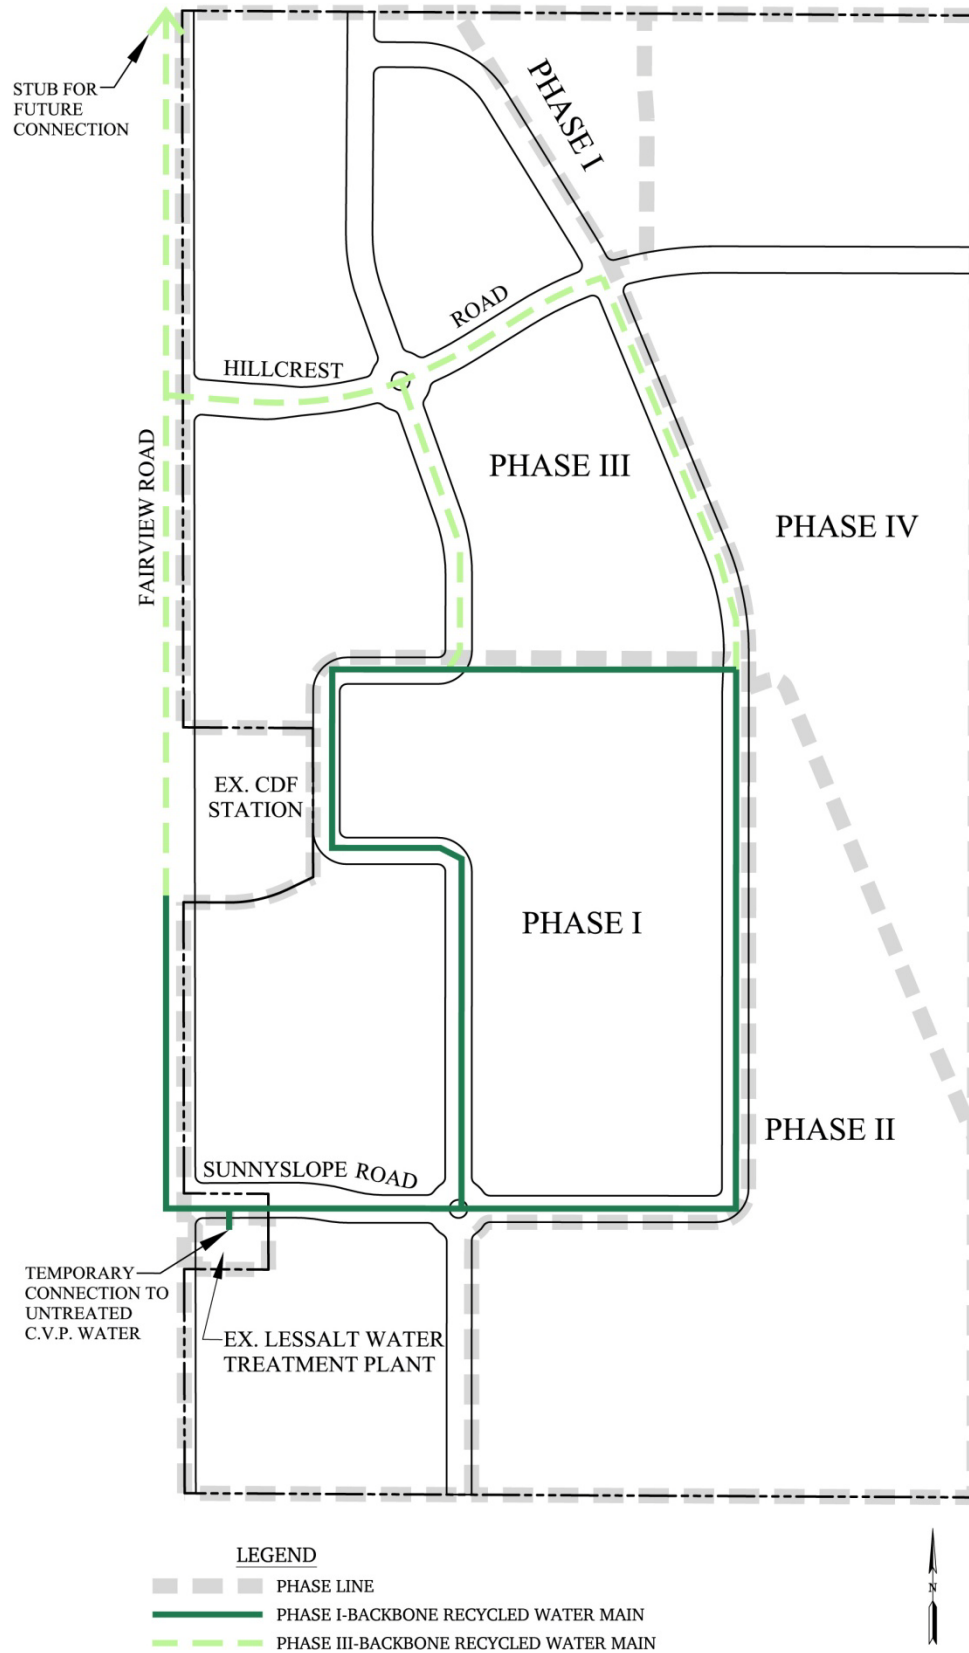 STUB FOR
FUTURE
CONNECTION
PHASE I
ROAD
HILLCREST
FAIRVIEW ROAD
PHASE III
PHASE IV
EX. CDF
STATION
PHASE I
PHASE II
SUNNYSLOPE ROAD
TEMPORARY
CONNECTION TO
UNTREATED
C.V.P. WATER
EX. LESSALT WATER
TREATMENT PLANT
LEGEND
PHASE LINE
PHASE I-BACKBONE RECYCLED WATER MAIN
PHASE III-BACKBONE RECYCLED WATER MAIN
N